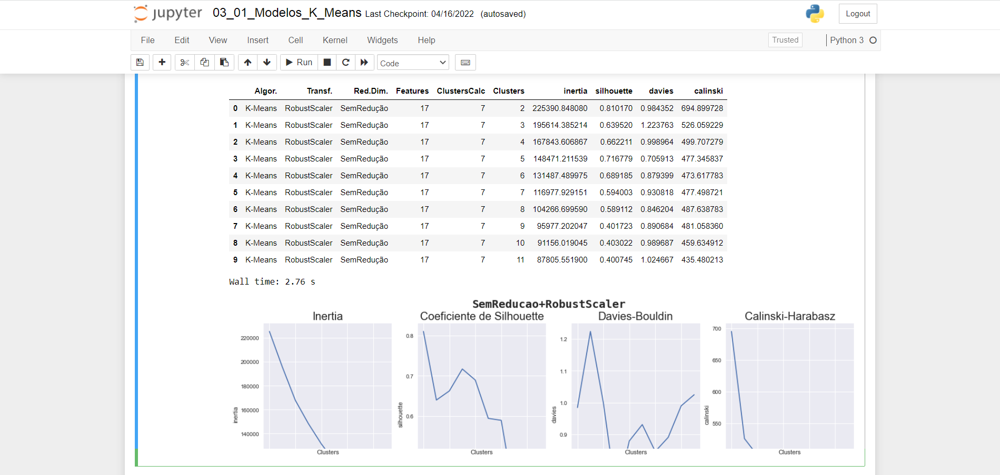 jupyter 03_01_Modelos_K_Means Last Checkpoint: 04/16/2022 (autosaved) Logout
File Edit View Insert Cell Kernel Widgets Help Trusted Python 3
Run Code
Algor. Transf. Red.Dim. Features ClustersCalc Clusters inertia silhouette davies calinski
0 K-Means RobustScaler SemRedução 17 7 2 225390.848080 0.810170 0.984352 694.899728
1 K-Means RobustScaler SemRedução 17 7 3 195614.385214 0.639520 1.223763 526.059229
2 K-Means RobustScaler SemRedução 17 7 4 167843.606867 0.662211 0.998964 499.707279
3 K-Means RobustScaler SemRedução 17 7 5 148471.211539 0.716779 0.705913 477.345837
4 K-Means RobustScaler SemRedução 17 7 6 131487.489975 0.689185 0.879399 473.617783
5 K-Means RobustScaler SemRedução 17 7 7 116977.929151 0.594003 0.930818 477.498721
6 K-Means RobustScaler SemRedução 17 7 8 104266.699590 0.589112 0.846204 487.638783
7 K-Means RobustScaler SemRedução 17 7 9 95977.202047 0.401723 0.890684 481.058360
8 K-Means RobustScaler SemRedução 17 7 10 91156.019045 0.403022 0.989687 459.634912
9 K-Means RobustScaler SemRedução 17 7 11 87805.551900 0.400745 1.024667 435.480213
Wall time: 2.76 s
SemReducao+RobustScaler
Inertia
220000
200000
180000
160000
140000
inertia
Clusters
Coeficiente de Silhouette
0.8
0.7
0.6
silhouette
Clusters
Davies-Bouldin
1.2
1.1
1.0
0.9
davies
Clusters
Calinski-Harabasz
700
650
600
550
calinski
Clusters